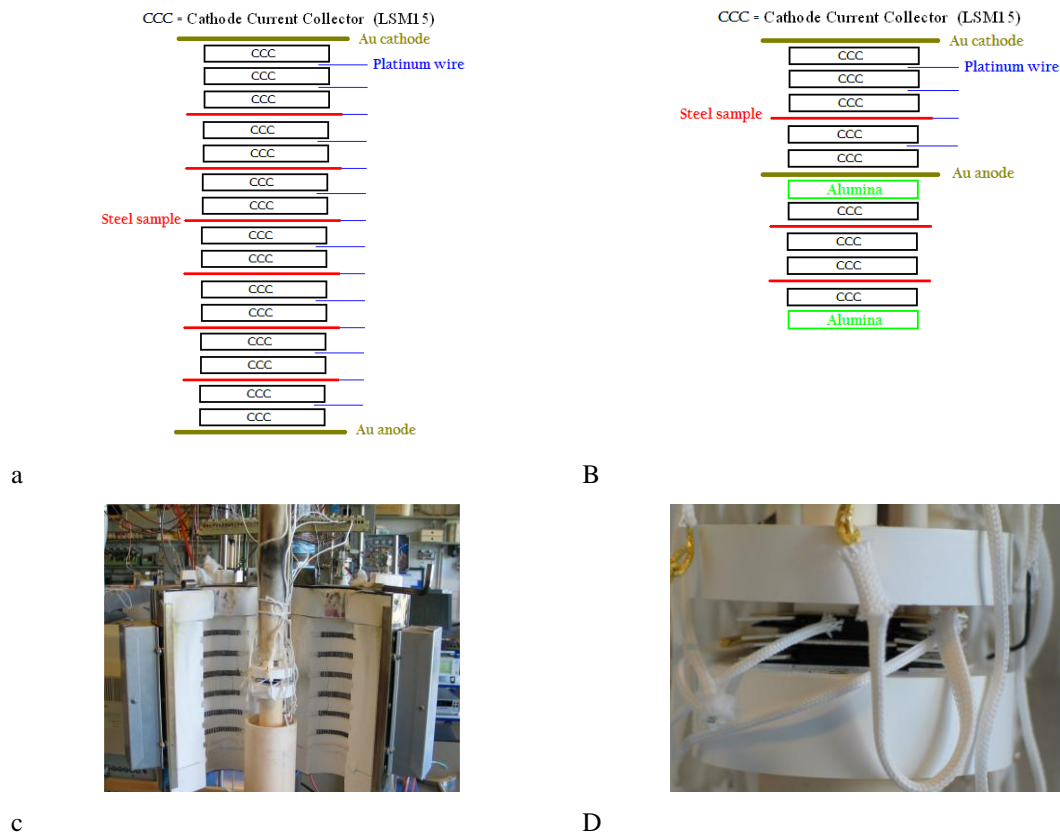 CCC = Cathode Current Collector (LSM15)
Au cathode
CCC
Platinum wire
CCC
CCC
CCC
CCC
CCC
CCC
Steel sample
CCC
CCC
CCC
CCC
CCC
CCC
CCC
CCC
Au anode
a
CCC = Cathode Current Collector (LSM15)
Au cathode
CCC
Platinum wire
CCC
CCC
Steel sample
CCC
CCC
Au anode
Alumina
CCC
CCC
CCC
CCC
Alumina
B
c
D